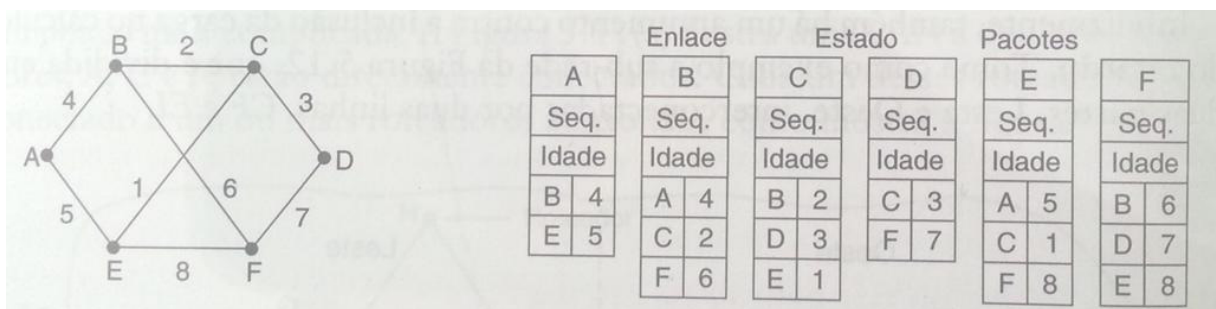 B 2 C
4 3
A D
5 1 6 7
E 8 F
Enlace Estado Pacotes
A B C D E F
Seq. Seq. Seq. Seq. Seq. Seq.
Idade Idade Idade Idade Idade Idade
B 4 A 4 B 2 C 3 A 5 B 6
E 5 C 2 D 3 F 7 C 1 D 7
F 6 E 1 F 8 E 8